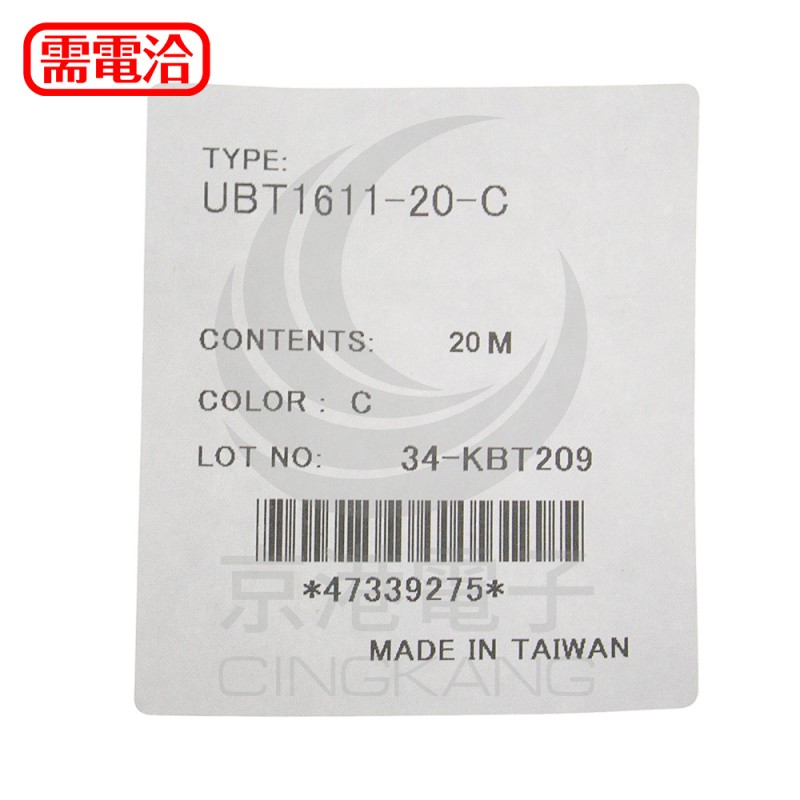 需電洽
TYPE:
UBT1611-20-C
CONTENTS: 20 M
COLOR : C
LOT NO: 34-KBT209
*47339275*
京港電子
MADE IN TAIWAN
CINGKANG